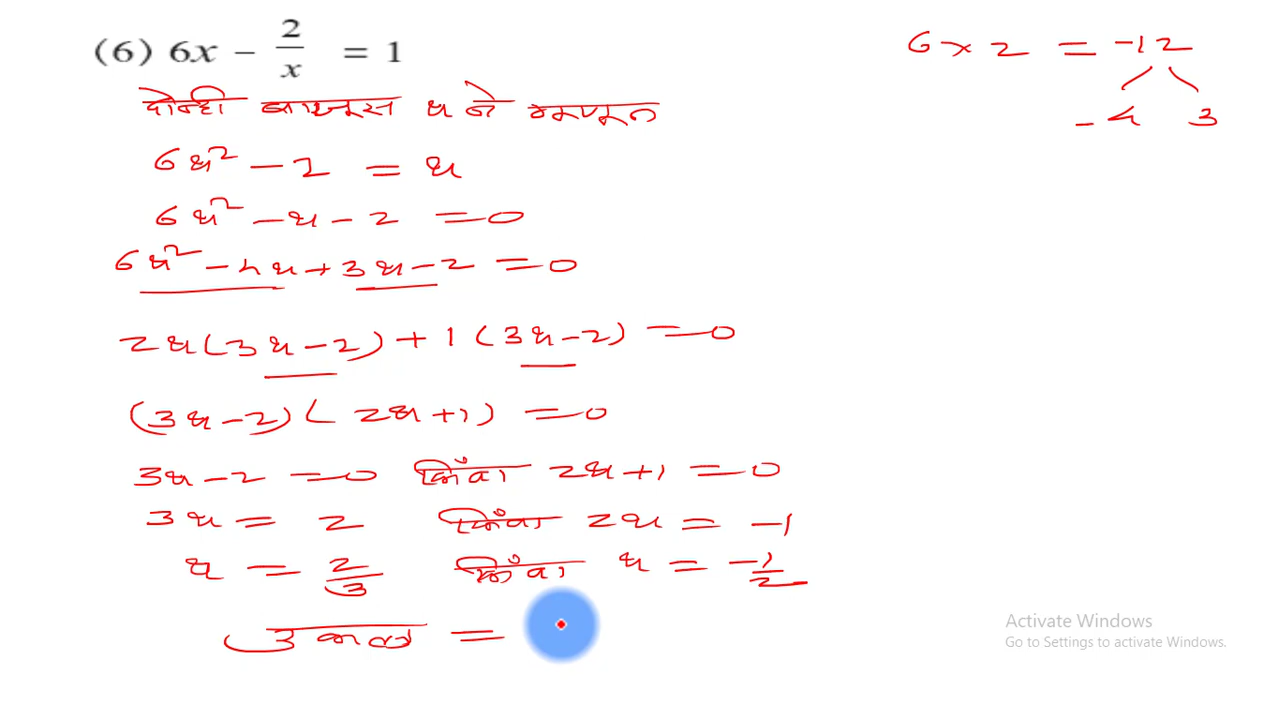 (6) 6x − 2/x = 1
6 × 2 = -12
-4 3
दोन्ही बाजूस x ने गुणून
6x² − 2 = x
6x² − x − 2 = 0
6x² − 4x + 3x − 2 = 0
2x(3x − 2) + 1(3x − 2) = 0
(3x − 2)(2x + 1) = 0
3x − 2 = 0 किंवा 2x + 1 = 0
3x = 2 किंवा 2x = −1
x = 2/3 किंवा x = −1/2
उकल =
Activate Windows
Go to Settings to activate Windows.